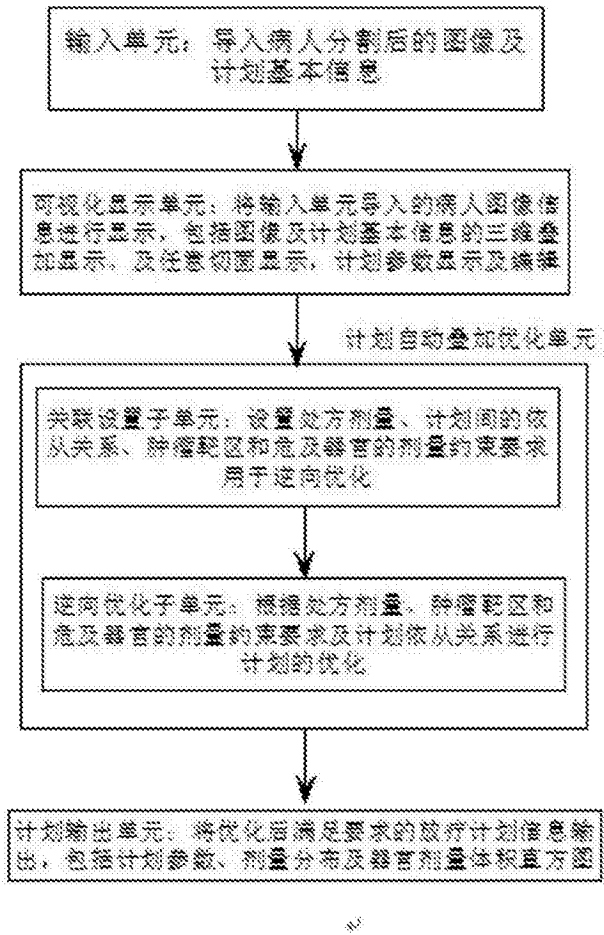 输入单元：导入病人分割后的图像及
计划基本信息
可视化显示单元：将输入单元导入的病人图像信
息进行显示，包括图像及计划基本信息的三维叠
加显示、及任意切面显示，计划参数显示及编辑
计划自动叠加优化单元
关联设置子单元：设置处方剂量、计划间的依
从关系、肿瘤靶区和危及器官的剂量约束要求
用于逆向优化
逆向优化子单元：根据处方剂量、肿瘤靶区和
危及器官的剂量约束要求及计划依从关系进行
计划的优化
计划输出单元：将优化后满足要求的放疗计划信息输
出，包括计划参数、剂量分布及器官剂量体积直方图